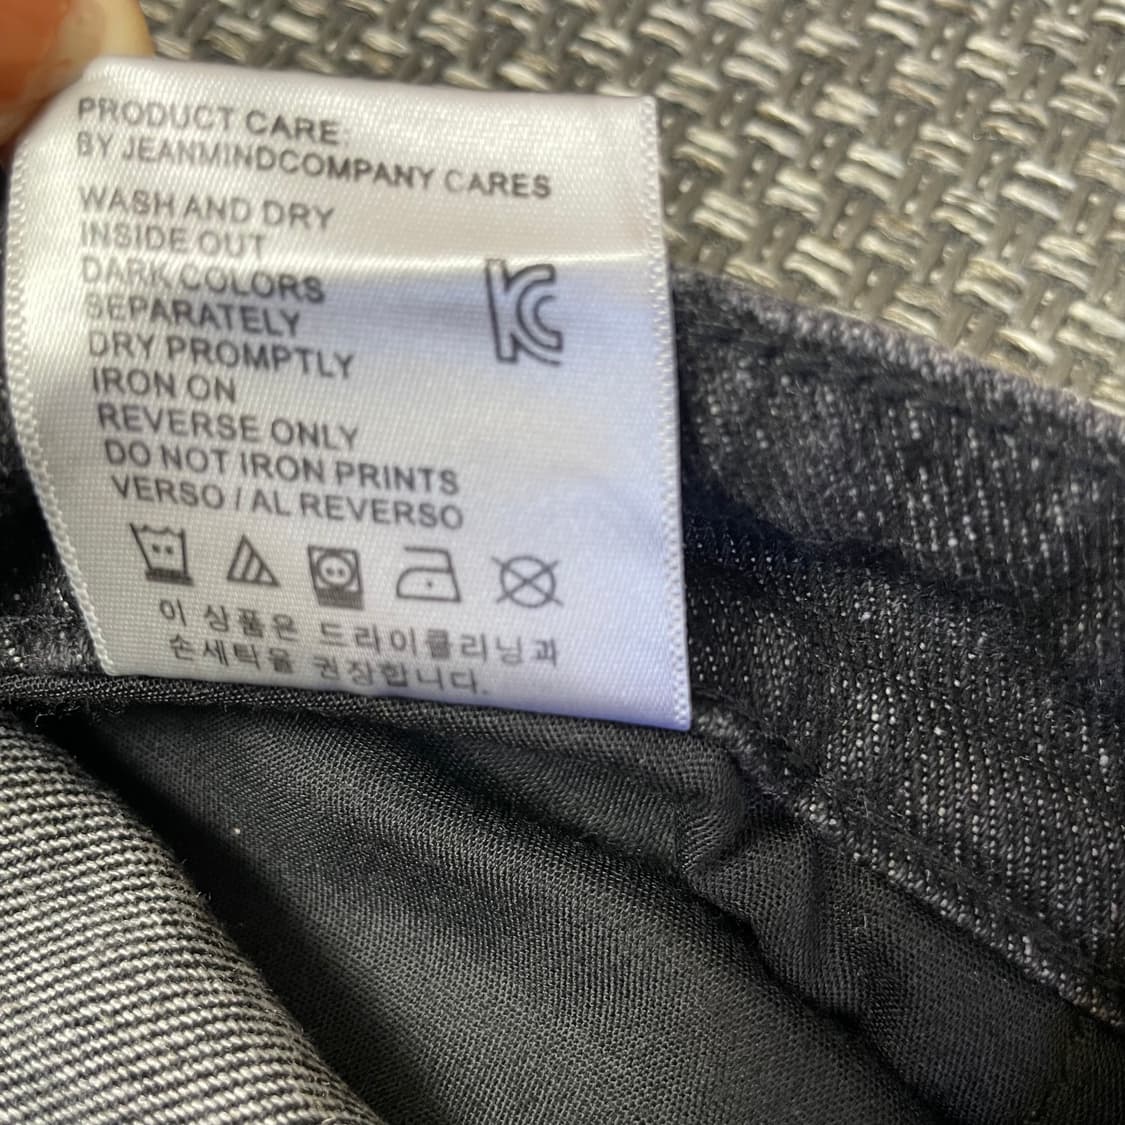 PRODUCT CARE
BY JEANMINDCOMPANY CARES
WASH AND DRY
INSIDE OUT
DARK COLORS
SEPARATELY
DRY PROMPTLY
IRON ON
REVERSE ONLY
DO NOT IRON PRINTS
VERSO / AL REVERSO
KC
이 상품은 드라이클리닝과
손세탁을 권장합니다.